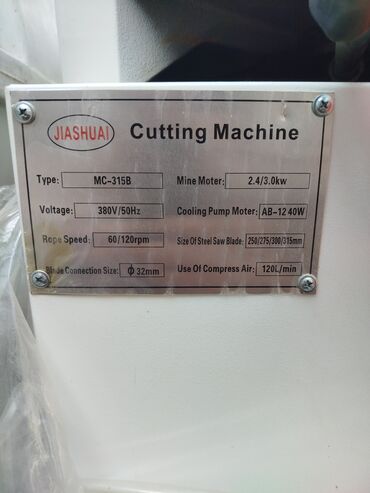 JIASHUAI Cutting Machine
Type: MC-315B Mine Moter: 2.4/3.0kw
Voltage: 380V/50Hz Cooling Pump Moter: AB-12 40W
Rope Speed: 60/120rpm Size Of Steel Saw Blade: 250/275/300/315mm
Blade Connection Size: Φ32mm Use Of Compress Air: 120L/min